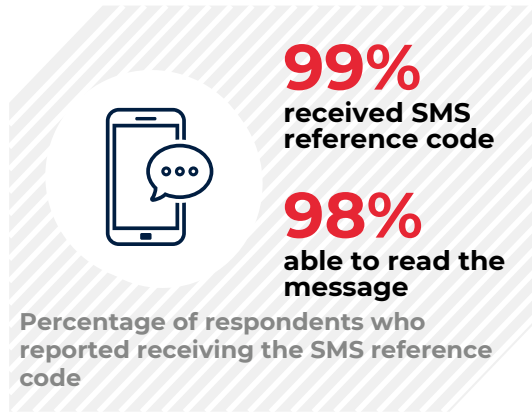 99%
received SMS
reference code
98%
able to read the
message
Percentage of respondents who
reported receiving the SMS reference
code